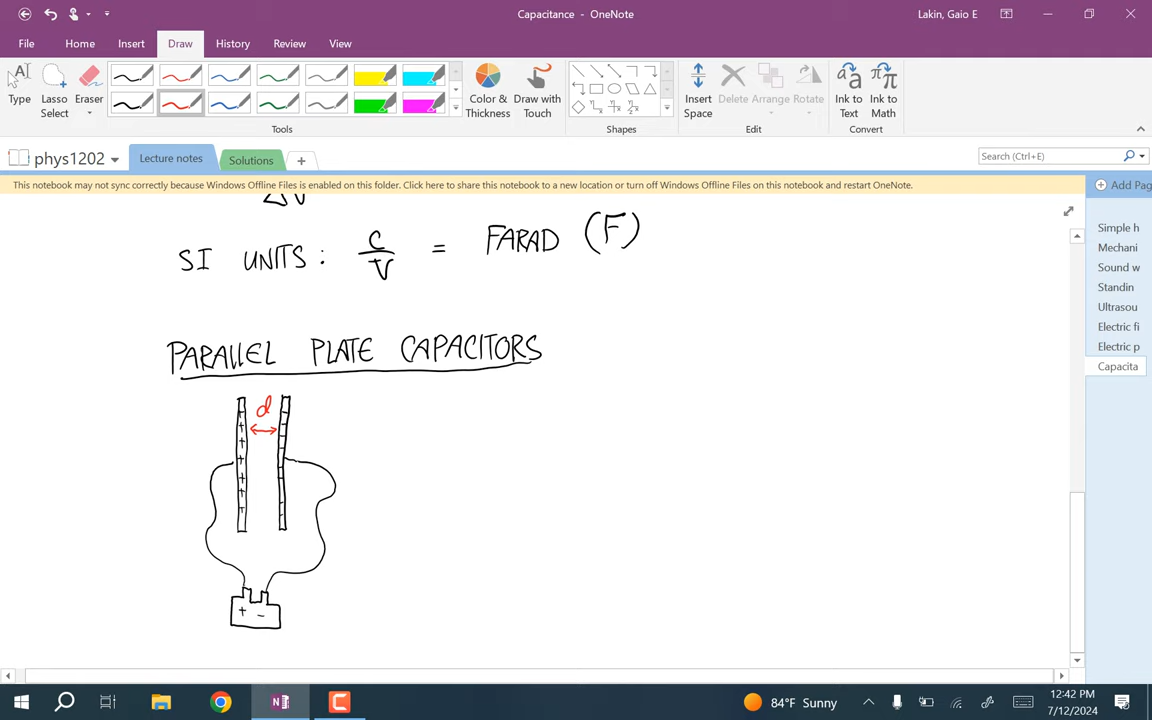 Capacitance - OneNote
Lakin, Gaio E
File Home Insert Draw History Review View
Type
Lasso Select
Eraser
Color & Thickness
Draw with Touch
Insert Space
Delete
Arrange
Rotate
Ink to Text
Ink to Math
Tools
Shapes
Edit
Convert
phys1202
Lecture notes
Solutions
Search (Ctrl+E)
This notebook may not sync correctly because Windows Offline Files is enabled on this folder. Click here to share this notebook to a new location or turn off Windows Offline Files on this notebook and restart OneNote.
Add Pag
Simple h
Mechani
Sound w
Standin
Ultrasou
Electric fi
Electric p
Capacita
SI UNITS: C/V = FARAD (F)
PARALLEL PLATE CAPACITORS
d
+ -
84°F Sunny
12:42 PM
7/12/2024